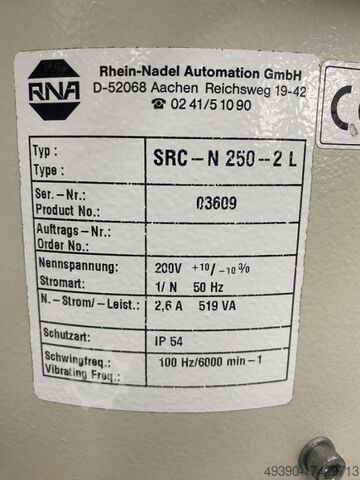 RNA
Rhein-Nadel Automation GmbH
D-52068 Aachen Reichsweg 19-42
☎ 02 41/5 10 90
Typ :
Type :
SRC-N 250-2 L
Ser.-Nr.:
Product No.:
03609
Auftrags-Nr.:
Order No.:
Nennspannung:
200V +10/-10 %
Stromart:
1/ N 50 Hz
N.-Strom/-Leist.:
2,6 A 519 VA
Schutzart:
IP 54
Schwingfreq.:
Vibrating Freq.:
100 Hz/6000 min-1
49390-17429713